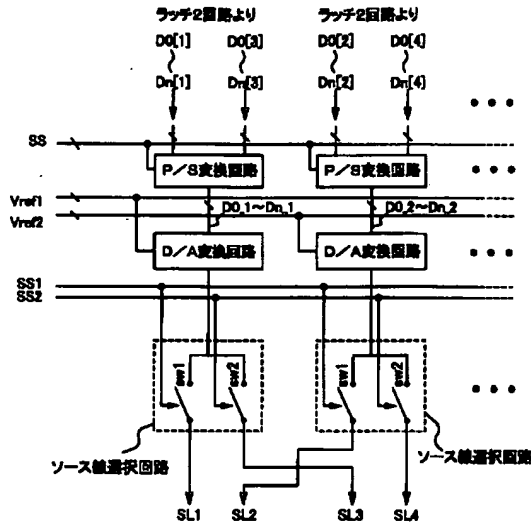 ラッチ2回路より ラッチ2回路より
D0[1] D0[3] D0[2] D0[4]
Dn[1] Dn[3] Dn[2] Dn[4]
SS
P/S変換回路 P/S変換回路
Vref1
Vref2
D0_1~Dn_1 D0_2~Dn_2
D/A変換回路 D/A変換回路
SS1
SS2
sw1 sw2 sw1 sw2
ソース線選択回路 ソース線選択回路
SL1 SL2 SL3 SL4